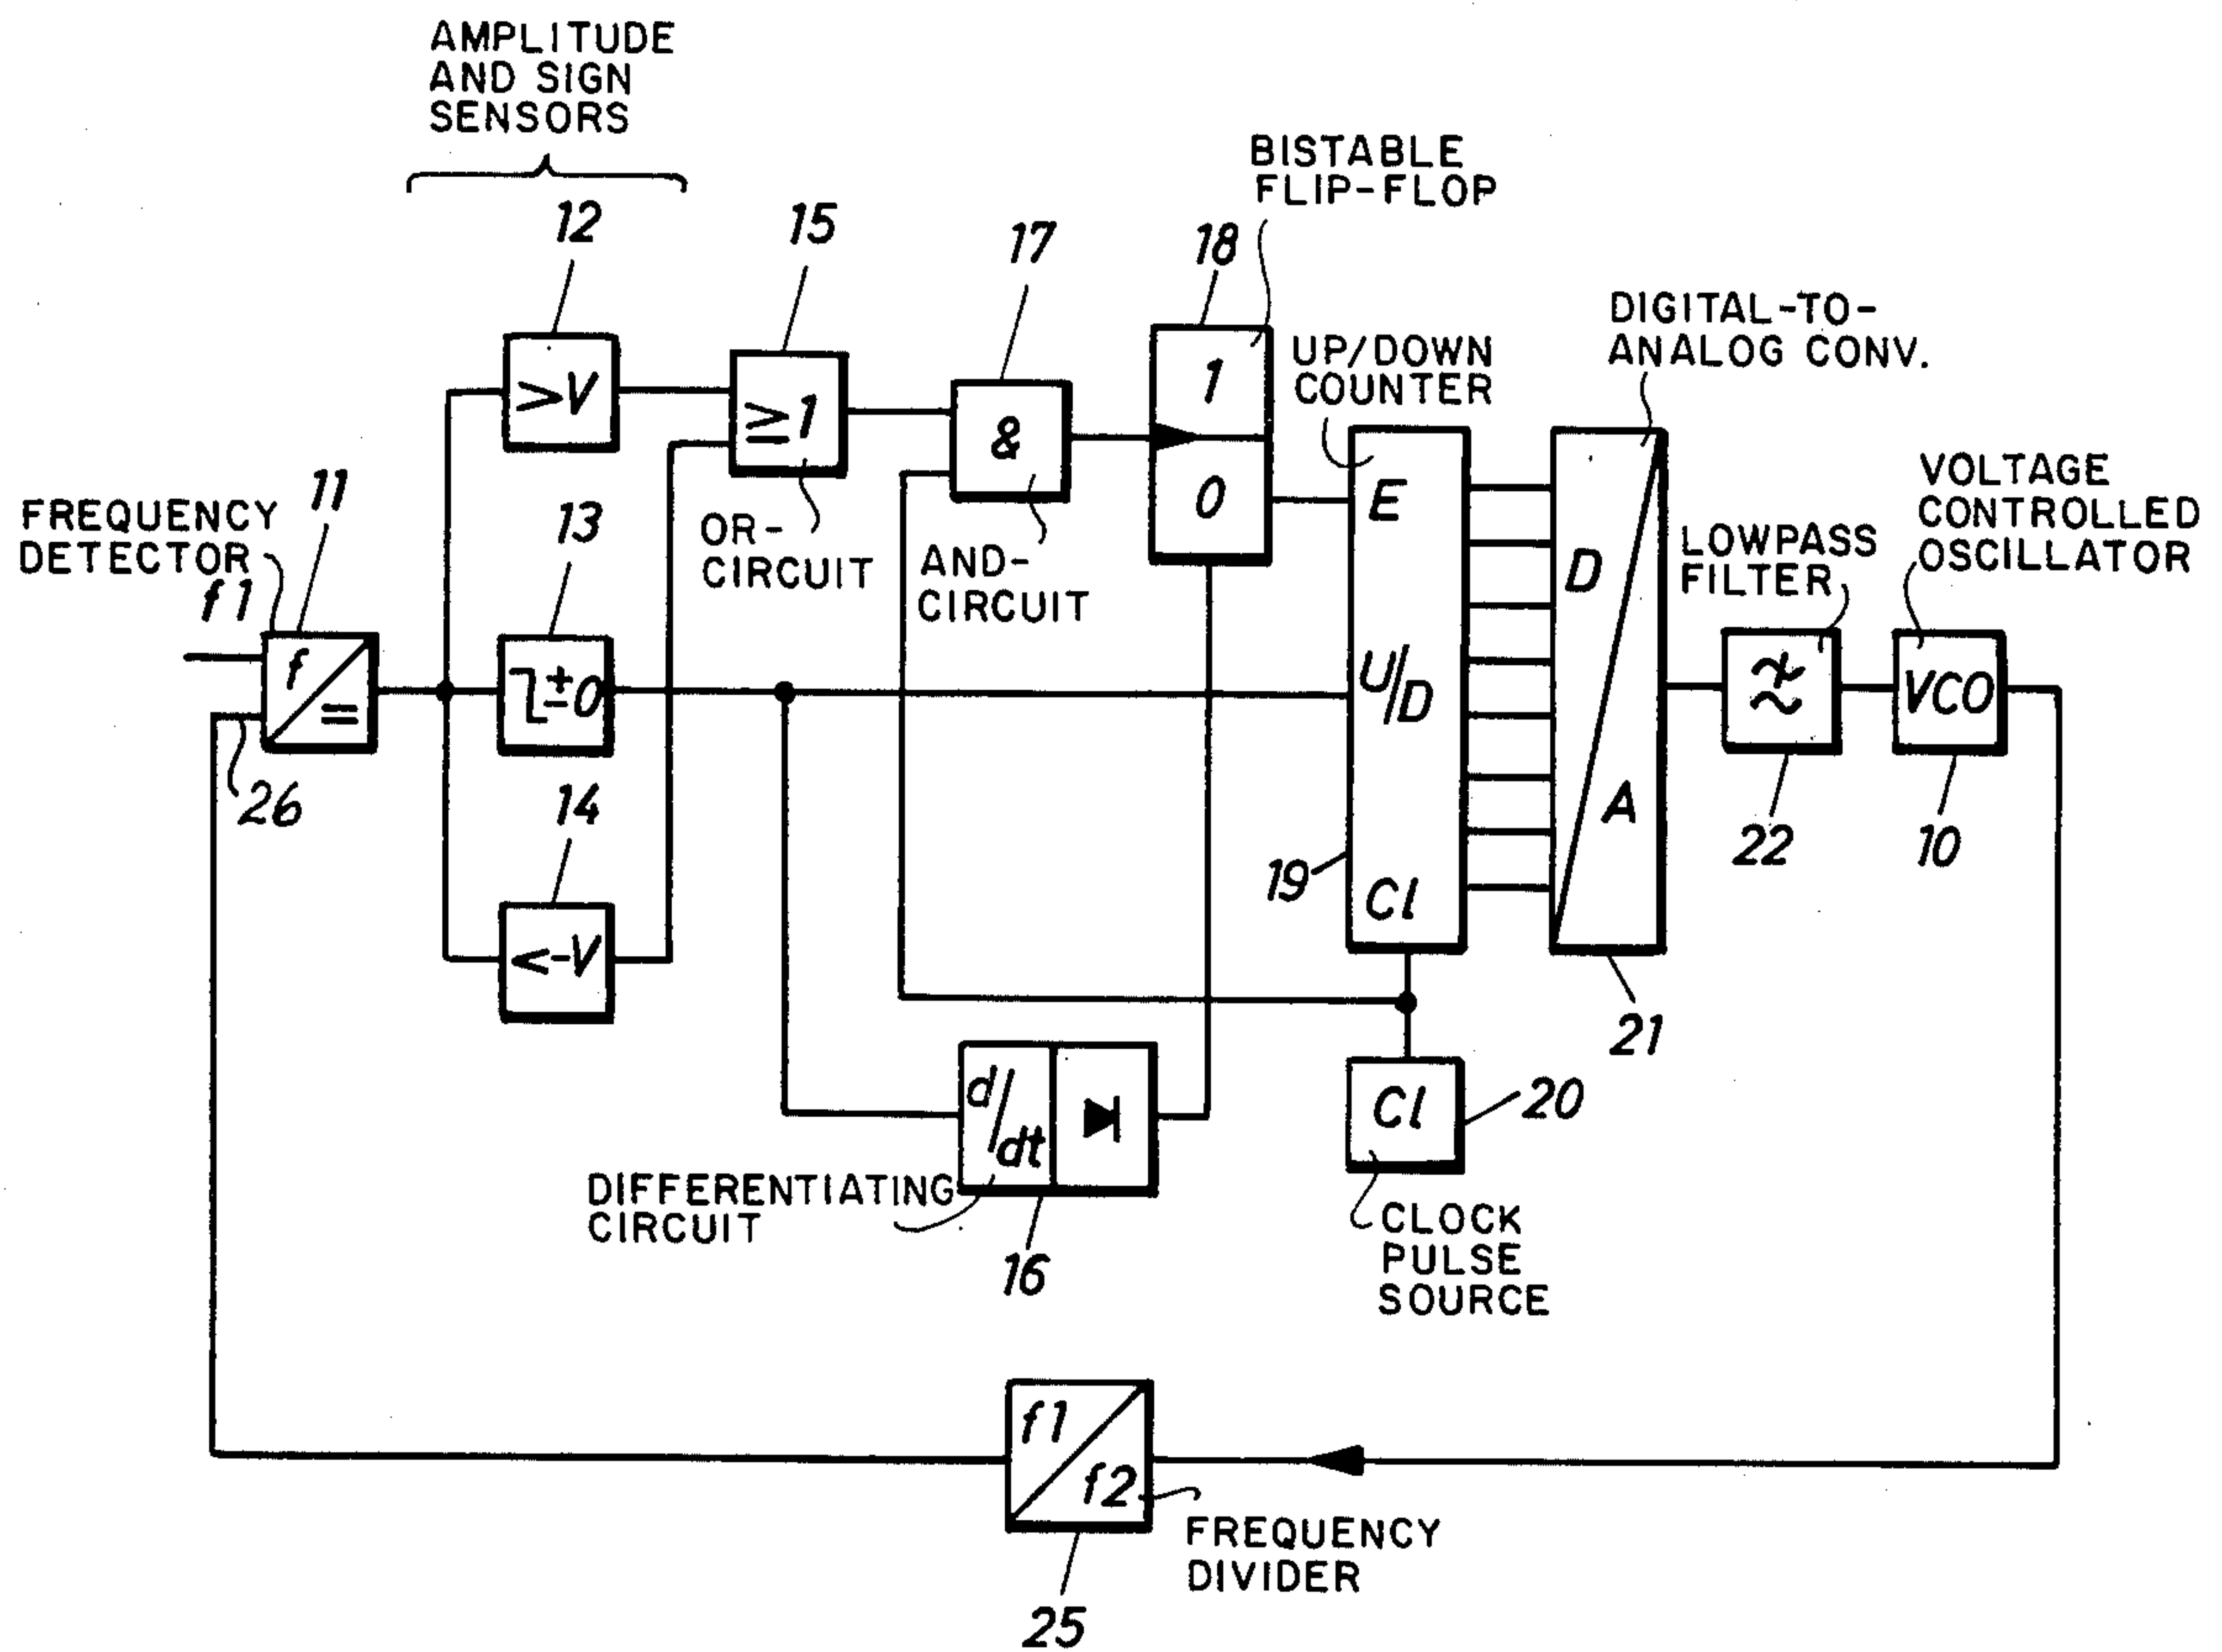 AMPLITUDE
AND SIGN
SENSORS
12
15
17
18
BISTABLE
FLIP-FLOP
>V
≥1
&
1
0
UP/DOWN
COUNTER
DIGITAL-TO-
ANALOG CONV.
FREQUENCY
DETECTOR
11
f1
f
=
26
13
±0
14
<-V
OR-
CIRCUIT
AND-
CIRCUIT
E
U/D
Cl
19
D
A
21
LOWPASS
FILTER
22
VOLTAGE
CONTROLLED
OSCILLATOR
VCO
10
d/dt
DIFFERENTIATING
CIRCUIT
16
Cl
20
CLOCK
PULSE
SOURCE
f1
f2
FREQUENCY
DIVIDER
25